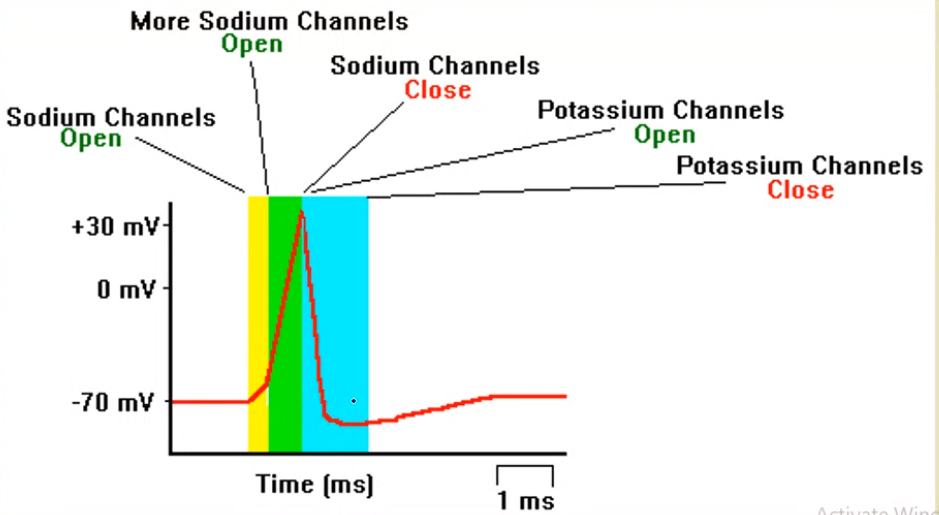 More Sodium Channels
Open
Sodium Channels
Close
Sodium Channels
Open
Potassium Channels
Open
Potassium Channels
Close
+30 mV
0 mV
-70 mV
Time (ms)
1 ms
Activate Wind